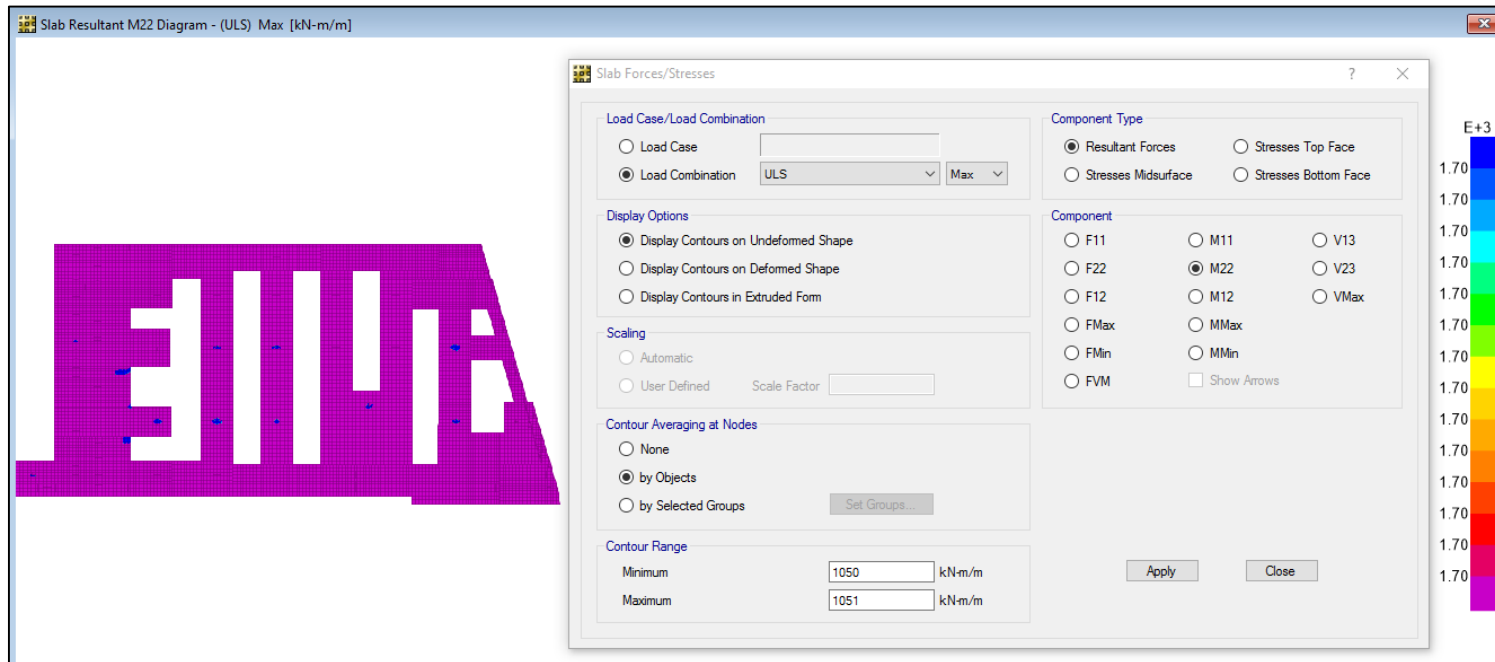 Slab Resultant M22 Diagram - (ULS) Max [kN-m/m]
Slab Forces/Stresses
?
Load Case/Load Combination
Load Case
Load Combination
ULS
Max
Component Type
Resultant Forces
Stresses Top Face
Stresses Midsurface
Stresses Bottom Face
Display Options
Display Contours on Undeformed Shape
Display Contours on Deformed Shape
Display Contours in Extruded Form
Component
F11
M11
V13
F22
M22
V23
F12
M12
VMax
FMax
MMax
FMin
MMin
FVM
Show Arrows
Scaling
Automatic
User Defined
Scale Factor
Contour Averaging at Nodes
None
by Objects
by Selected Groups
Set Groups...
Contour Range
Minimum
1050
kN-m/m
Maximum
1051
kN-m/m
Apply
Close
E+3
1.70
1.70
1.70
1.70
1.70
1.70
1.70
1.70
1.70
1.70
1.70
1.70
1.70
1.70